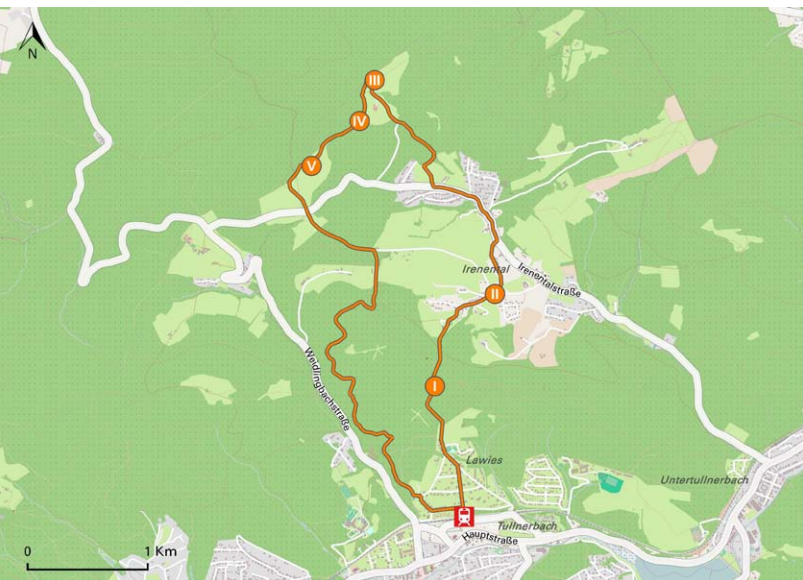 N
III
IV
V
Irenental
Irenentalstraße
II
Weidlingbachstraße
I
Lawies
Untertullnerbach
Tullnerbach
Hauptstraße
0 1 Km